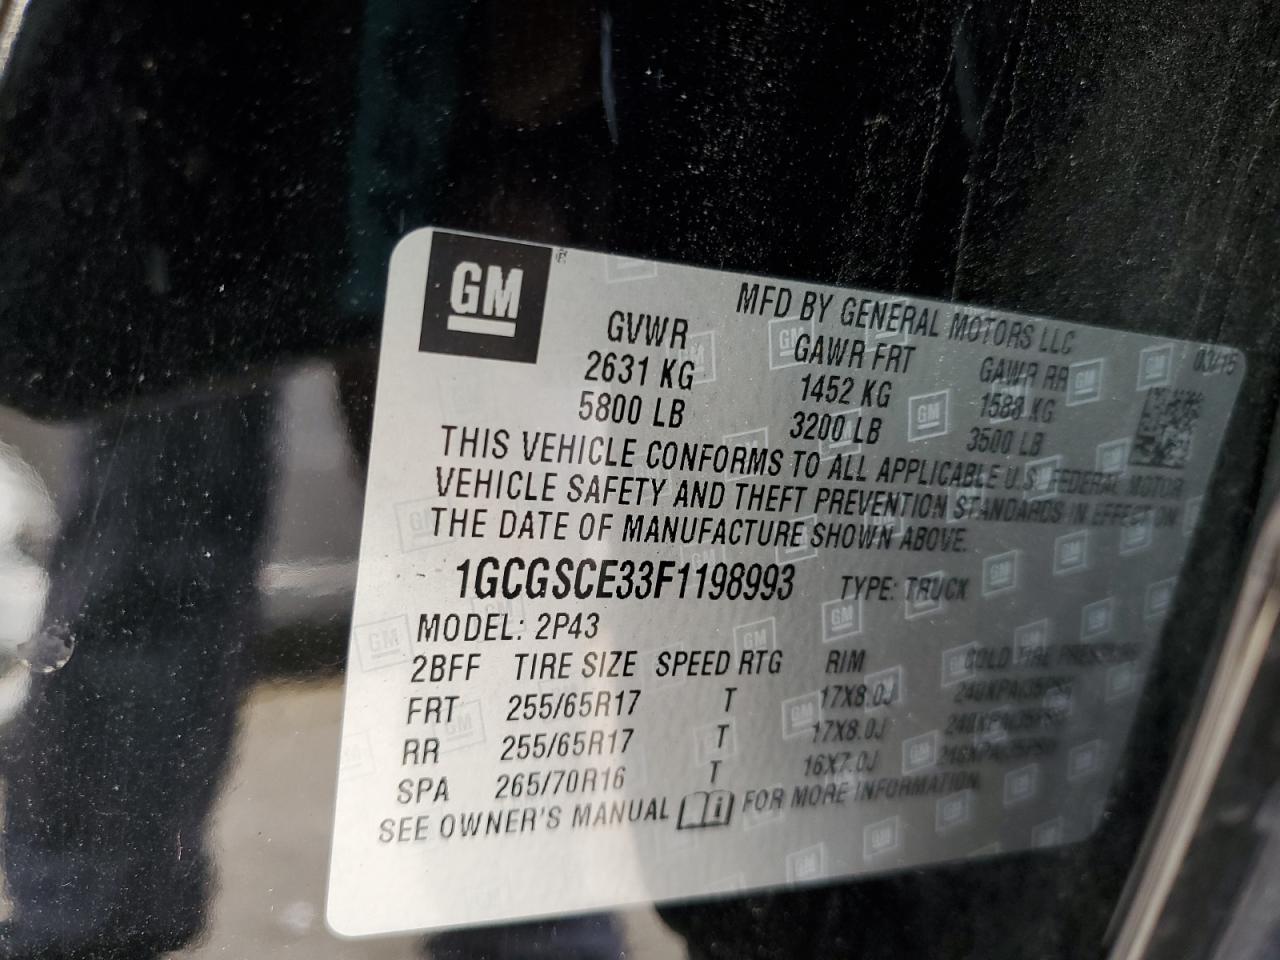 GM
MFD BY GENERAL MOTORS LLC 03/15
GVWR GAWR FRT GAWR RR
2631 KG 1452 KG 1588 KG
5800 LB 3200 LB 3500 LB
THIS VEHICLE CONFORMS TO ALL APPLICABLE U.S. FEDERAL MOTOR
VEHICLE SAFETY AND THEFT PREVENTION STANDARDS IN EFFECT ON
THE DATE OF MANUFACTURE SHOWN ABOVE.
1GCGSCE33F1198993 TYPE: TRUCK
MODEL: 2P43
2BFF TIRE SIZE SPEED RTG RIM COLD TIRE PRESSURE
FRT 255/65R17 T 17X8.0J 240KPA/35PSI
RR 255/65R17 T 17X8.0J 240KPA/35PSI
SPA 265/70R16 T 16X7.0J
SEE OWNER'S MANUAL i FOR MORE INFORMATION